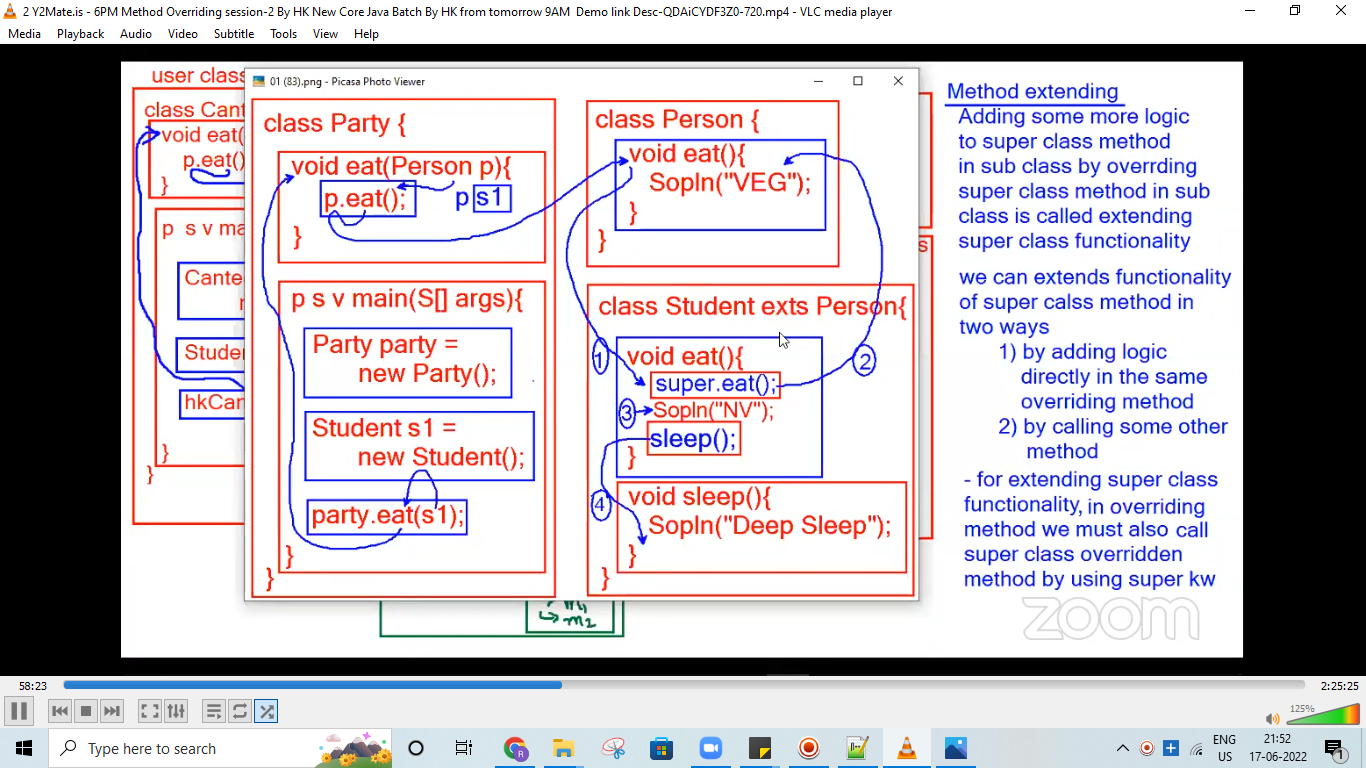 2 Y2Mate.is - 6PM Method Overriding session-2 By HK New Core Java Batch By HK from tomorrow 9AM  Demo link Desc-QDAiCYDF3Z0-720.mp4 - VLC media player
Media Playback Audio Video Subtitle Tools View Help
user class
class Cant
void eat(
p.eat()
}
p s v ma
Cante
n
Studer
hkCan
}
}
01 (83).png - Picasa Photo Viewer
class Party {
void eat(Person p){
p.eat(); p s1
}
p s v main(S[] args){
Party party =
new Party();
Student s1 =
new Student();
party.eat(s1);
}
}
class Person {
void eat(){
Sopln("VEG");
}
}
class Student exts Person{
1 void eat(){ 2
super.eat();
3 Sopln("NV");
sleep();
}
4 void sleep(){
Sopln("Deep Sleep");
}
}
s
m2
Method extending
Adding some more logic
to super class method
in sub class by overrding
super class method in sub
class is called extending
super class functionality
we can extends functionality
of super calss method in
two ways
1) by adding logic
directly in the same
overriding method
2) by calling some other
method
- for extending super class
functionality, in overriding
method we must also call
super class overridden
method by using super kw
zoom
58:23 2:25:25
125%
Type here to search
R
ENG
US
21:52
17-06-2022
1